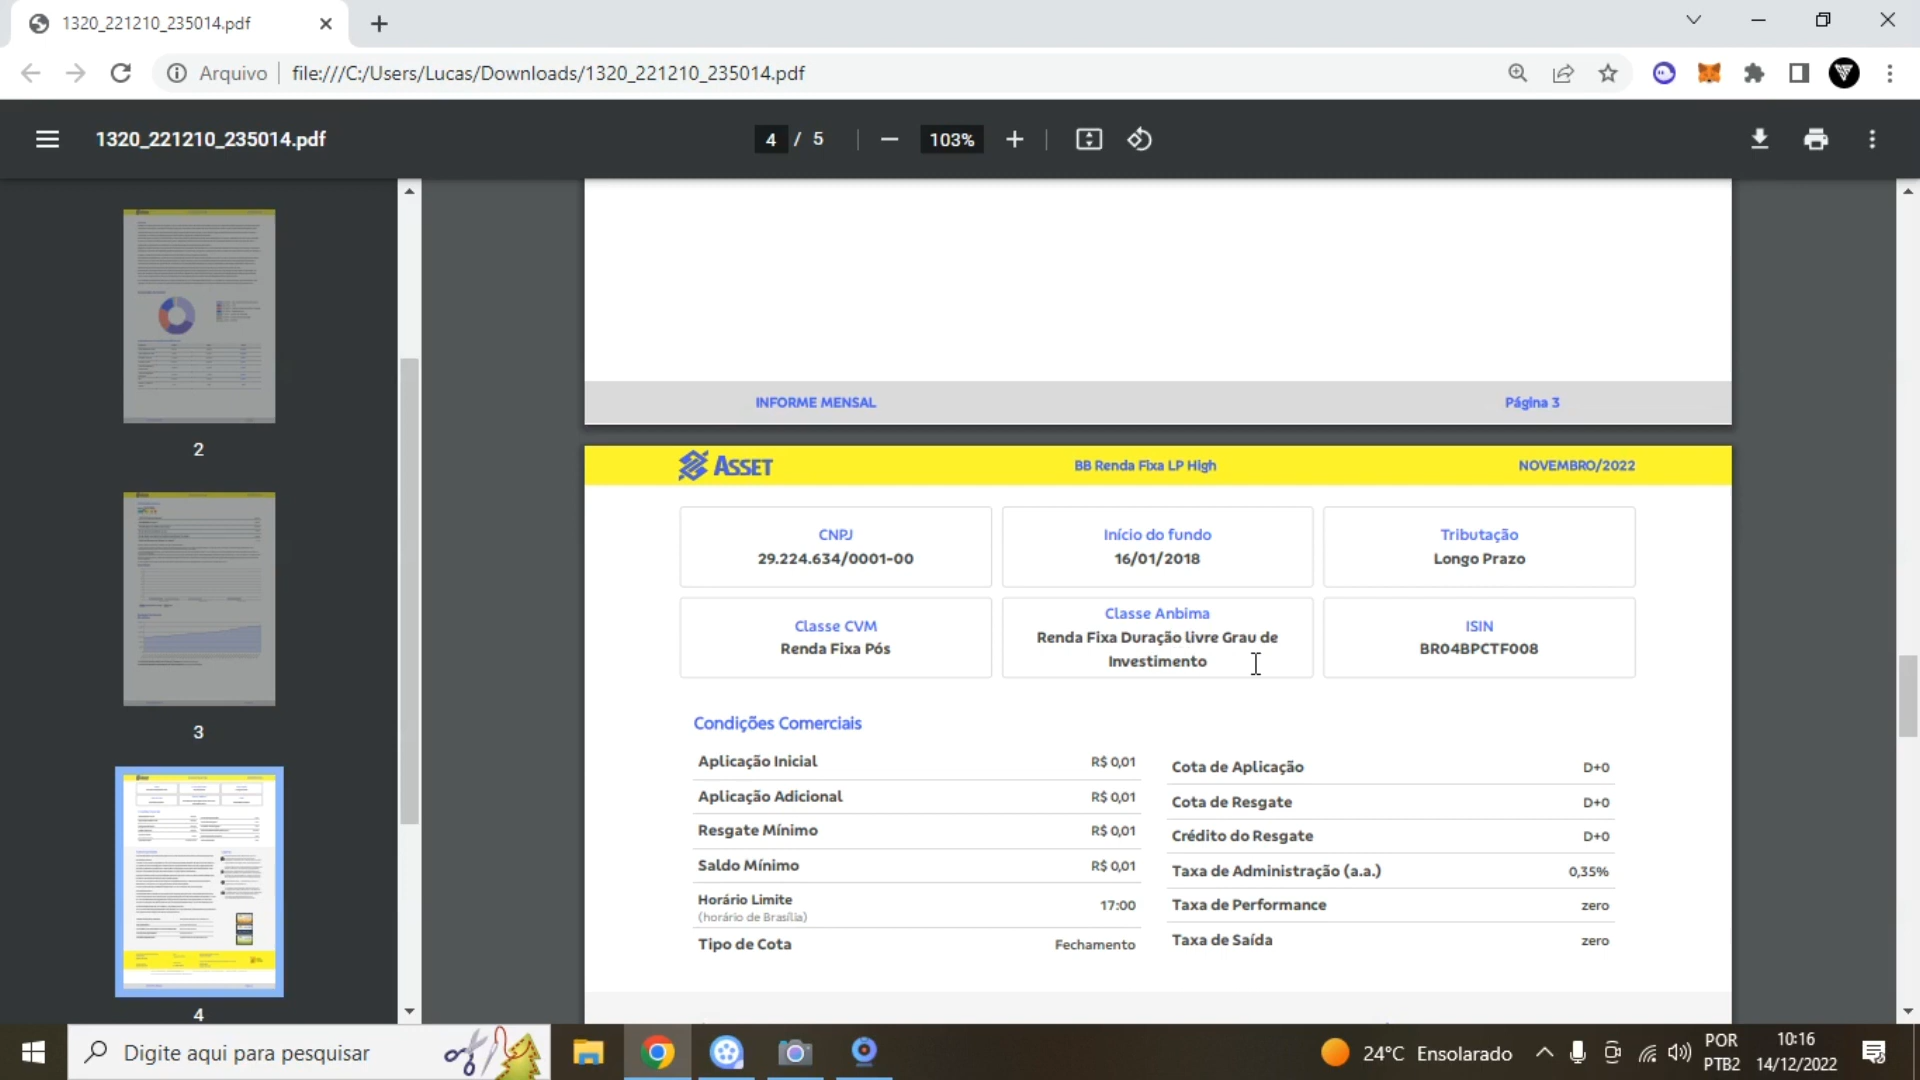 1320_221210_235014.pdf
Arquivo
file:///C:/Users/Lucas/Downloads/1320_221210_235014.pdf
1320_221210_235014.pdf
4 / 5
103%
2
3
4
INFORME MENSAL
Página 3
ASSET
BB Renda Fixa LP High
NOVEMBRO/2022
CNPJ
29.224.634/0001-00
Início do fundo
16/01/2018
Tributação
Longo Prazo
Classe CVM
Renda Fixa Pós
Classe Anbima
Renda Fixa Duração livre Grau de
Investimento
ISIN
BR04BPCTF008
Condições Comerciais
Aplicação Inicial R$ 0,01
Aplicação Adicional R$ 0,01
Resgate Mínimo R$ 0,01
Saldo Mínimo R$ 0,01
Horário Limite 17:00
(horário de Brasília)
Tipo de Cota Fechamento
Cota de Aplicação D+0
Cota de Resgate D+0
Crédito do Resgate D+0
Taxa de Administração (a.a.) 0,35%
Taxa de Performance zero
Taxa de Saída zero
Digite aqui para pesquisar
24°C Ensolarado
POR
PTB2
10:16
14/12/2022